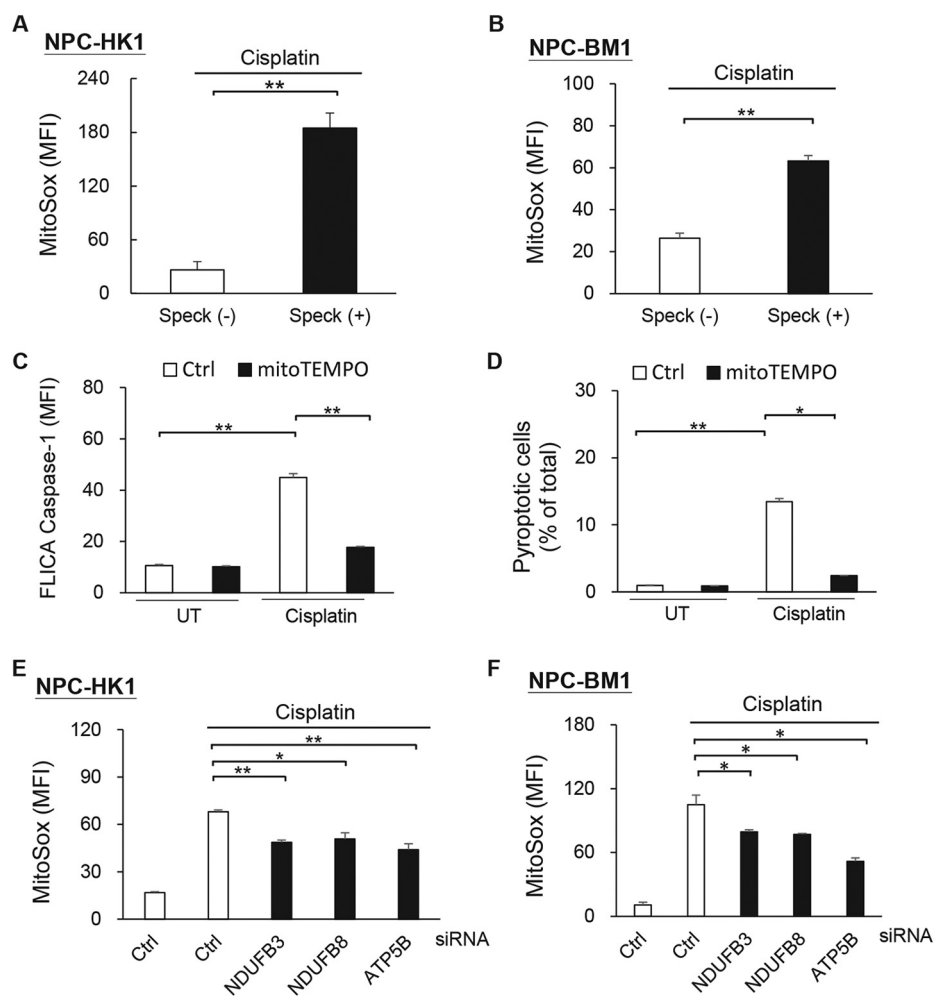 A
NPC-HK1
Cisplatin
**
240
180
120
60
0
MitoSox (MFI)
Speck (-)
Speck (+)
B
NPC-BM1
Cisplatin
**
100
80
60
40
20
0
MitoSox (MFI)
Speck (-)
Speck (+)
C
Ctrl
mitoTEMPO
**
**
80
60
40
20
0
FLICA Caspase-1 (MFI)
UT
Cisplatin
D
Ctrl
mitoTEMPO
*
**
30
20
10
0
Pyroptotic cells
(% of total)
UT
Cisplatin
E
NPC-HK1
Cisplatin
**
*
**
120
90
60
30
0
MitoSox (MFI)
Ctrl
Ctrl
NDUFB3
NDUFB8
ATP5B
siRNA
F
NPC-BM1
Cisplatin
*
*
*
180
120
60
0
MitoSox (MFI)
Ctrl
Ctrl
NDUFB3
NDUFB8
ATP5B
siRNA